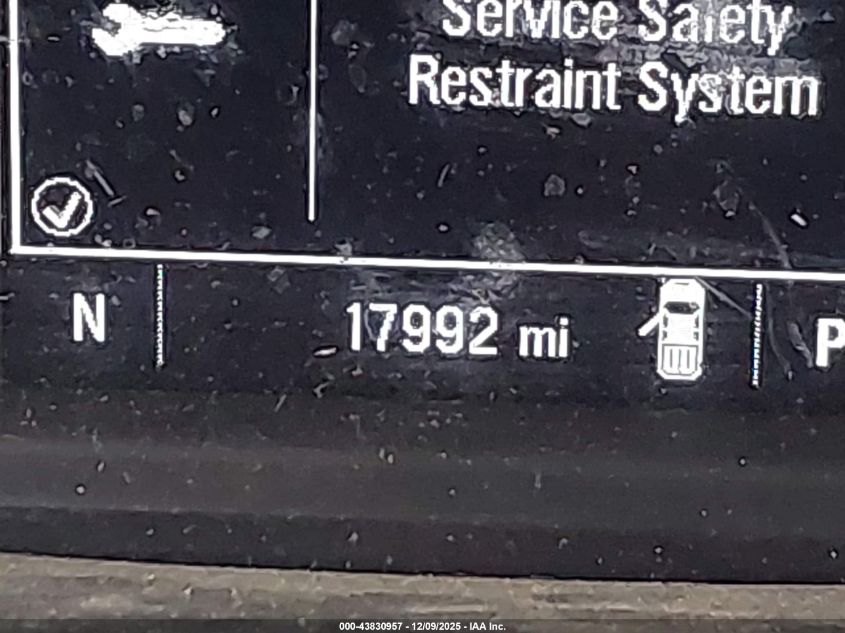 Service Safety
Restraint System
N
17992 mi
P
000-43830957 - 12/09/2025 - IAA Inc.